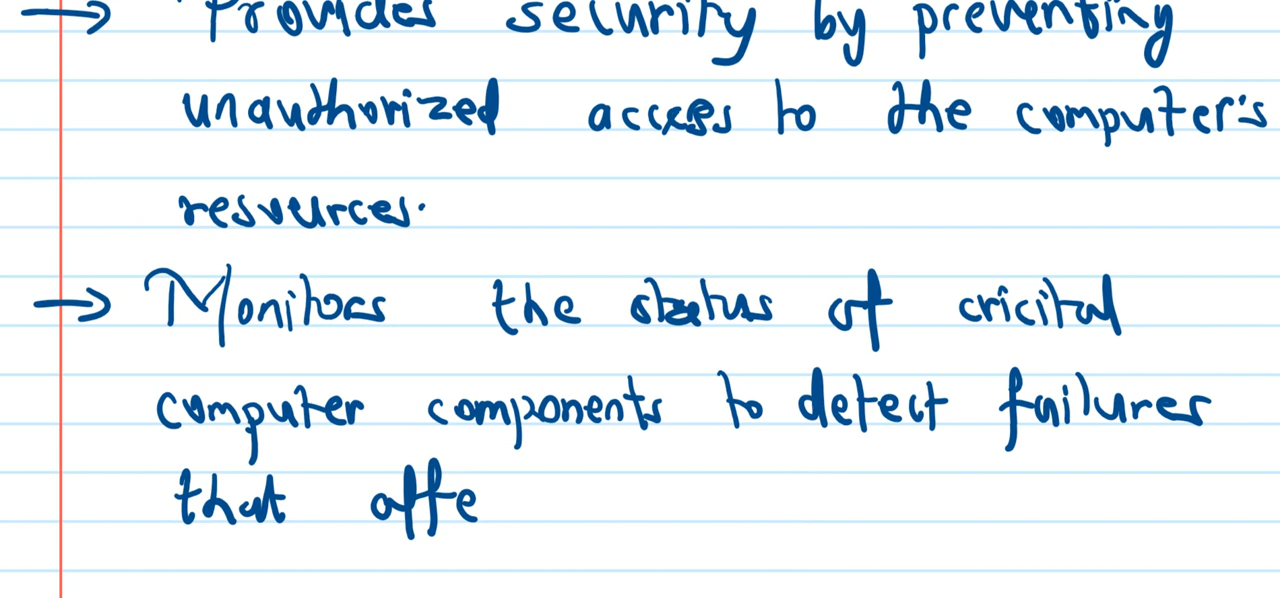 → Provides security by preventing
unauthorized access to the computer's
resources.
→ Monitors the status of cricital
computer components to detect failures
that affe